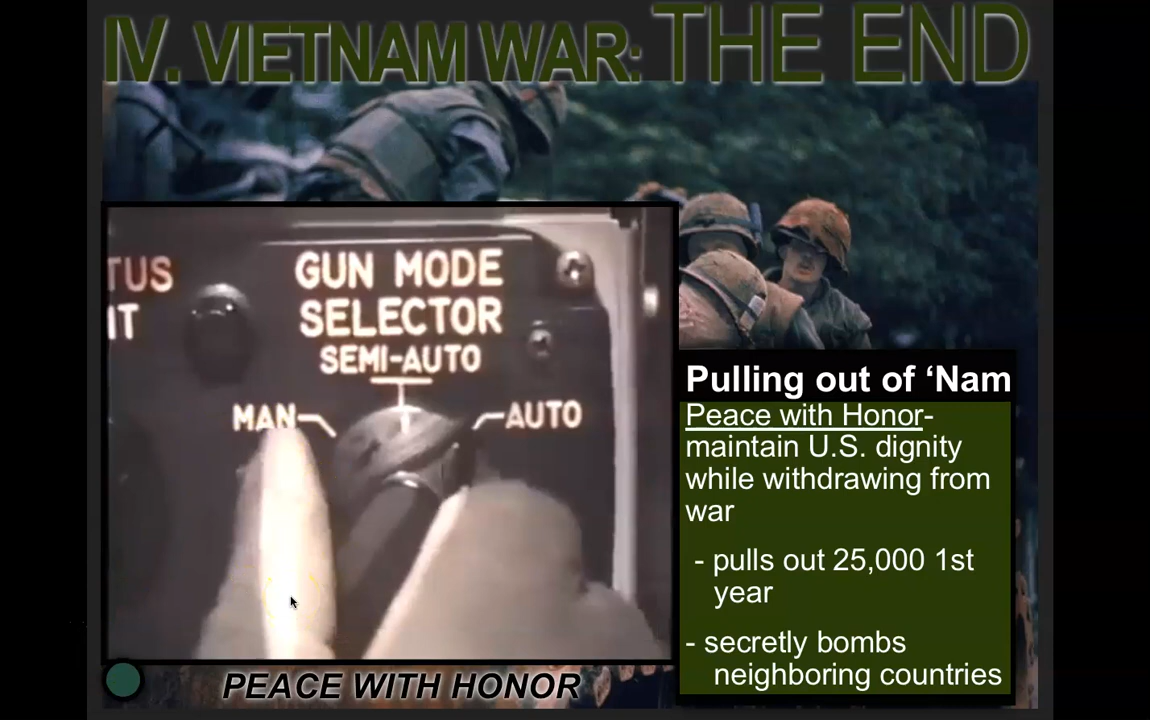 IV. VIETNAM WAR: THE END
TUS
IT
GUN MODE
SELECTOR
SEMI-AUTO
MAN
AUTO
Pulling out of ‘Nam
Peace with Honor-
maintain U.S. dignity
while withdrawing from
war
- pulls out 25,000 1st
year
- secretly bombs
neighboring countries
PEACE WITH HONOR